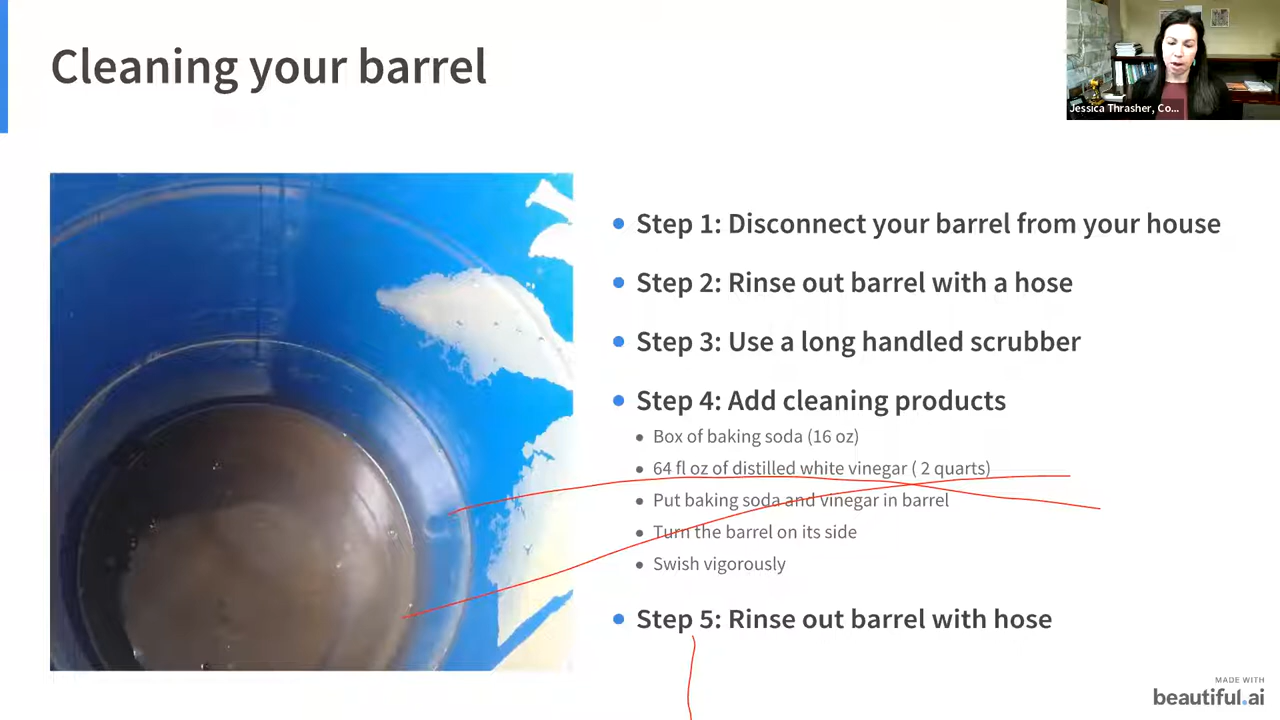 Cleaning your barrel
Jessica Thrasher, Co...
Step 1: Disconnect your barrel from your house
Step 2: Rinse out barrel with a hose
Step 3: Use a long handled scrubber
Step 4: Add cleaning products
Box of baking soda (16 oz)
64 fl oz of distilled white vinegar ( 2 quarts)
Put baking soda and vinegar in barrel
Turn the barrel on its side
Swish vigorously
Step 5: Rinse out barrel with hose
MADE WITH
beautiful.ai